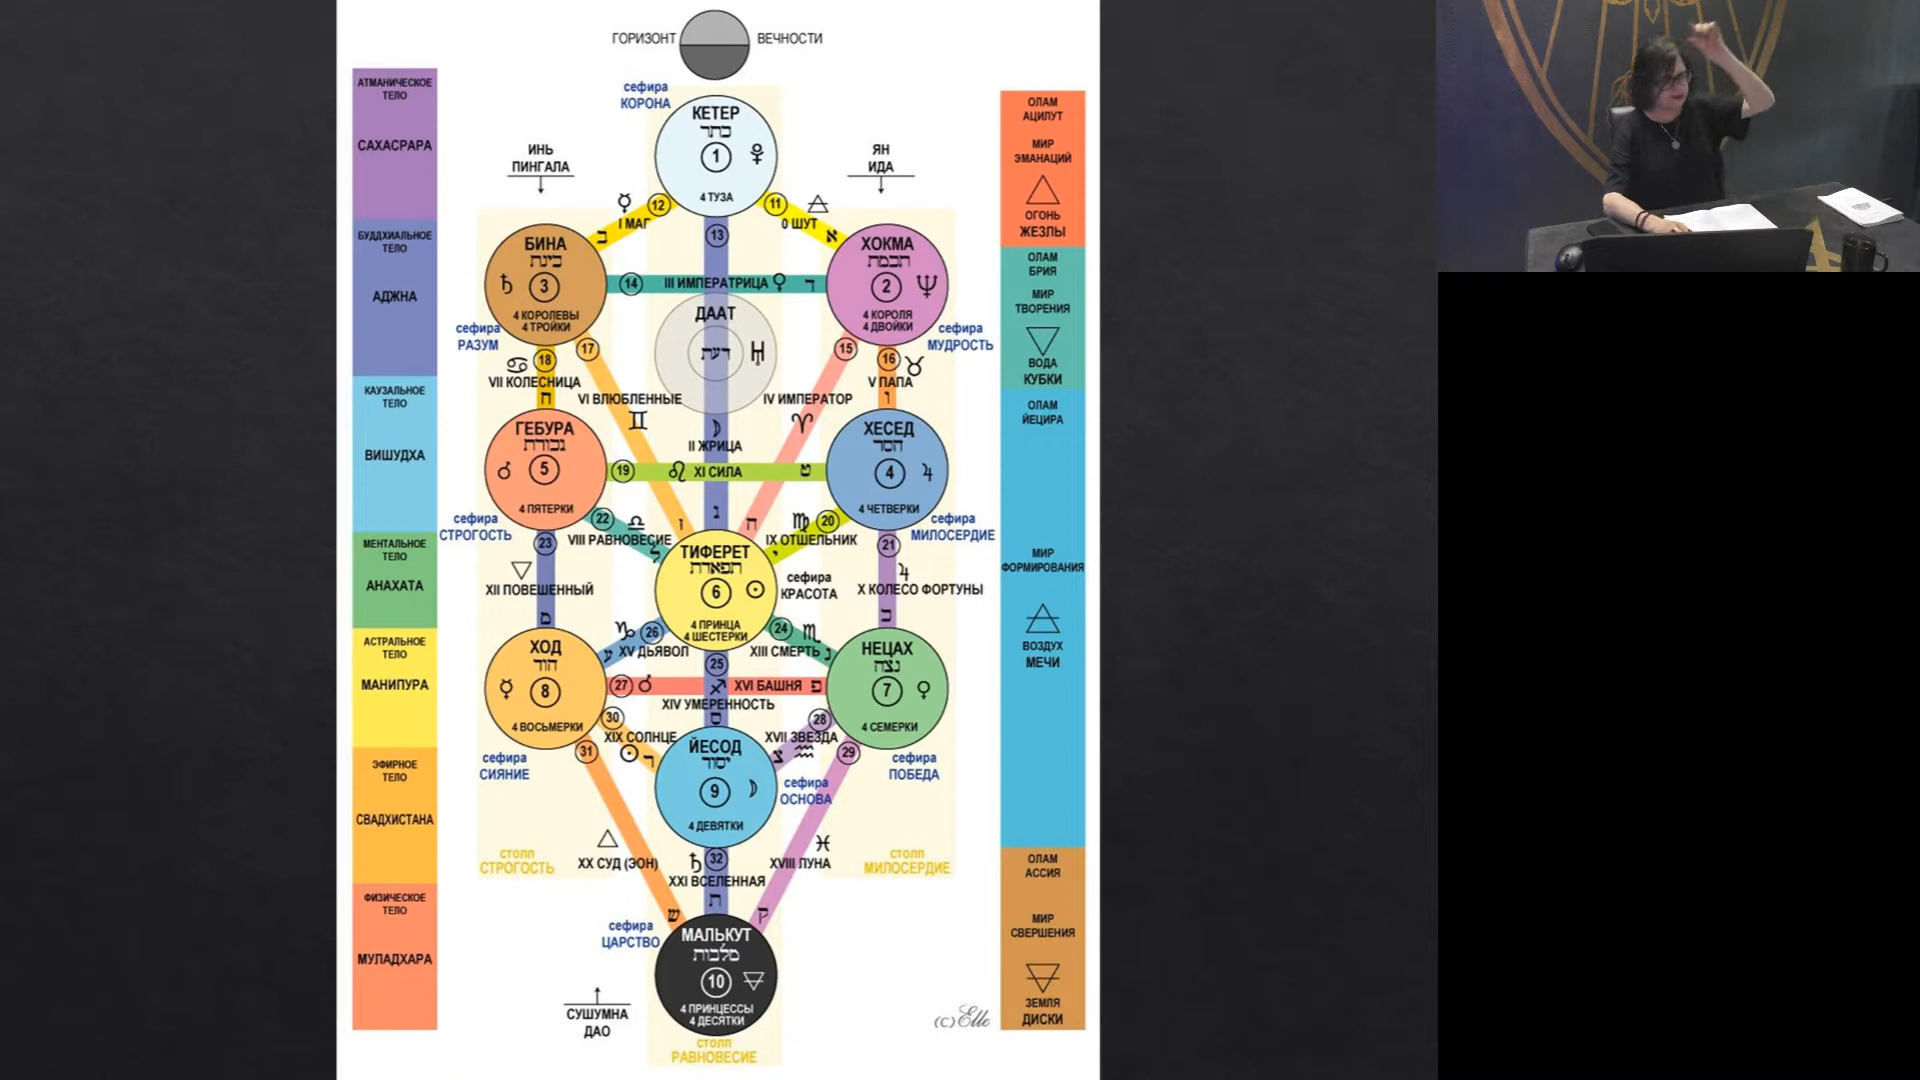 ГОРИЗОНТ ВЕЧНОСТИ
АТМАНИЧЕСКОЕ
ТЕЛО
САХАСРАРА
БУДДХИАЛЬНОЕ
ТЕЛО
АДЖНА
КАУЗАЛЬНОЕ
ТЕЛО
ВИШУДХА
МЕНТАЛЬНОЕ
ТЕЛО
АНАХАТА
АСТРАЛЬНОЕ
ТЕЛО
МАНИПУРА
ЭФИРНОЕ
ТЕЛО
СВАДХИСТАНА
ФИЗИЧЕСКОЕ
ТЕЛО
МУЛАДХАРА
сефира
КОРОНА
КЕТЕР
כתר
1
4 ТУЗА
ИНЬ
ПИНГАЛА
ЯН
ИДА
12
I МАГ
ב
11
0 ШУТ
א
13
БИНА
בינת
3
4 КОРОЛЕВЫ
4 ТРОЙКИ
14 III ИМПЕРАТРИЦА ד
ХОКМА
חכמת
2
4 КОРОЛЯ
4 ДВОЙКИ
ДААТ
דעת
сефира
РАЗУМ
сефира
МУДРОСТЬ
18
VII КОЛЕСНИЦА
ח
17
VI ВЛЮБЛЕННЫЕ
ו
15
IV ИМПЕРАТОР
ה
16
V ПАПА
ו
II ЖРИЦА
ג
ГЕБУРА
גבורת
5
4 ПЯТЕРКИ
19 XI СИЛА ט
ХЕСЕД
חסד
4
4 ЧЕТВЕРКИ
сефира
СТРОГОСТЬ
сефира
МИЛОСЕРДИЕ
22
VIII РАВНОВЕСИЕ
ל
20
IX ОТШЕЛЬНИК
י
23
XII ПОВЕШЕННЫЙ
ם
21
X КОЛЕСО ФОРТУНЫ
כ
ТИФЕРЕТ
תפארת
6
4 ПРИНЦА
4 ШЕСТЕРКИ
сефира
КРАСОТА
26
XV ДЬЯВОЛ
ע
24
XIII СМЕРТЬ
נ
25
ХОД
הוד
8
4 ВОСЬМЕРКИ
27 XVI БАШНЯ פ
XIV УМЕРЕННОСТЬ
ס
НЕЦАХ
נצח
7
4 СЕМЕРКИ
30
XIX СОЛНЦЕ
ר
28
XVII ЗВЕЗДА
צ
31
29
сефира
СИЯНИЕ
сефира
ПОБЕДА
ЙЕСОД
יסוד
9
4 ДЕВЯТКИ
сефира
ОСНОВА
столп
СТРОГОСТЬ
столп
МИЛОСЕРДИЕ
XX СУД (ЭОН)
ש
32
XXI ВСЕЛЕННАЯ
ת
XVIII ЛУНА
ק
сефира
ЦАРСТВО
МАЛЬКУТ
מלכות
10
4 ПРИНЦЕССЫ
4 ДЕСЯТКИ
СУШУМНА
ДАО
столп
РАВНОВЕСИЕ
(c) Elle
ОЛАМ
АЦИЛУТ
МИР
ЭМАНАЦИЙ
ОГОНЬ
ЖЕЗЛЫ
ОЛАМ
БРИЯ
МИР
ТВОРЕНИЯ
ВОДА
КУБКИ
ОЛАМ
ЙЕЦИРА
МИР
ФОРМИРОВАНИЯ
ВОЗДУХ
МЕЧИ
ОЛАМ
АССИЯ
МИР
СВЕРШЕНИЯ
ЗЕМЛЯ
ДИСКИ